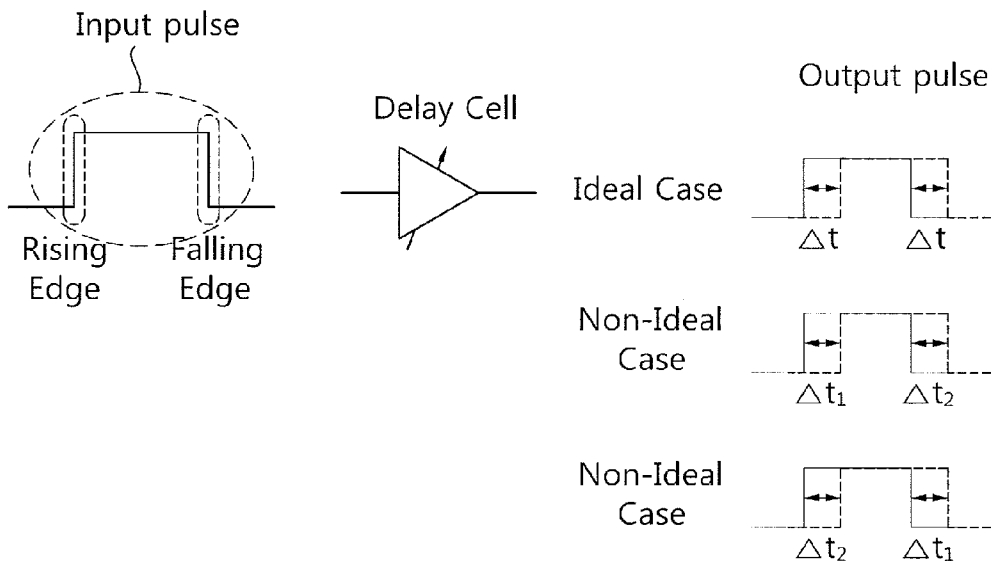 Input pulse
Rising
Edge
Falling
Edge
Delay Cell
Output pulse
Ideal Case
△t
△t
Non-Ideal
Case
△t₁
△t₂
Non-Ideal
Case
△t₂
△t₁